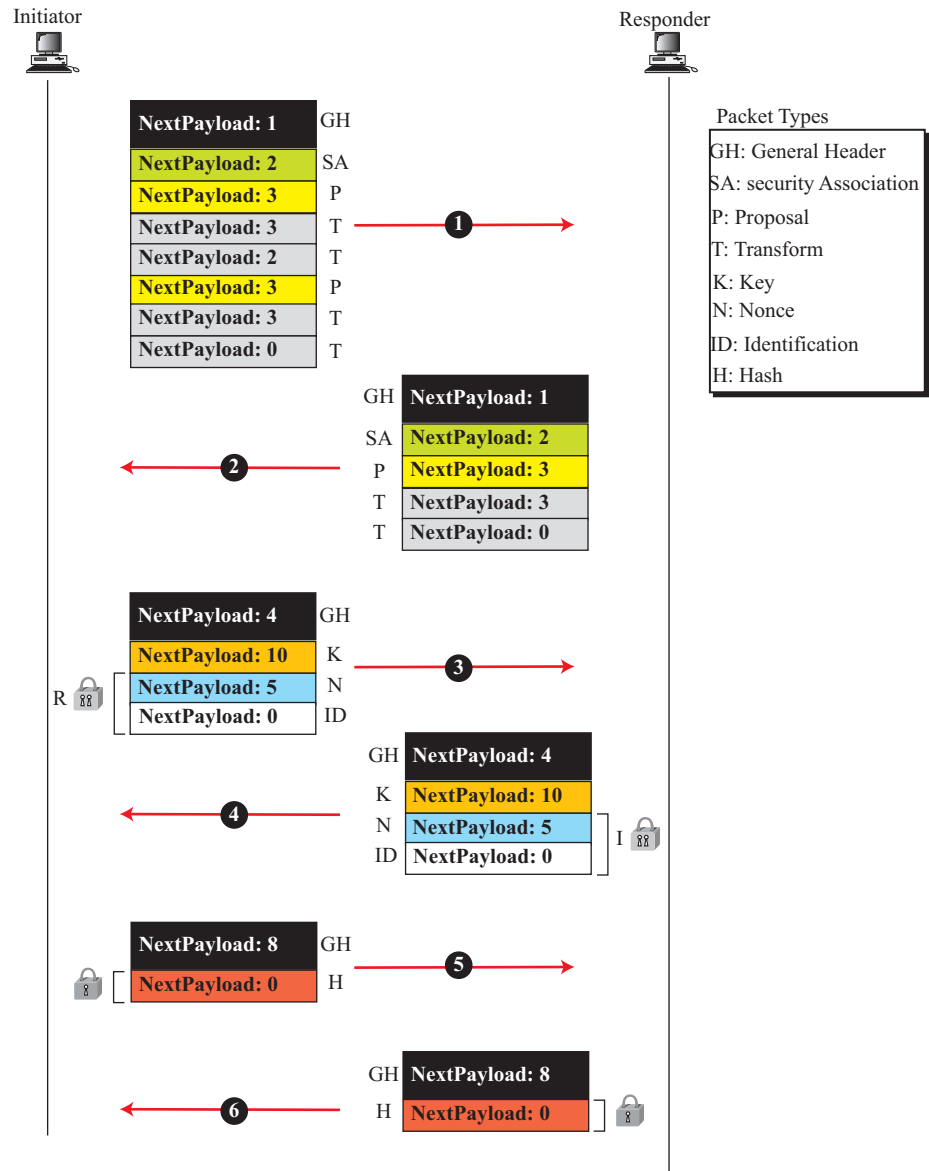 Initiator
Responder
Packet Types
GH: General Header
SA: security Association
P: Proposal
T: Transform
K: Key
N: Nonce
ID: Identification
H: Hash
NextPayload: 1 GH
NextPayload: 2 SA
NextPayload: 3 P
NextPayload: 3 T
NextPayload: 2 T
NextPayload: 3 P
NextPayload: 3 T
NextPayload: 0 T
1
GH NextPayload: 1
SA NextPayload: 2
P NextPayload: 3
T NextPayload: 3
T NextPayload: 0
2
NextPayload: 4 GH
NextPayload: 10 K
NextPayload: 5 N
NextPayload: 0 ID
R
3
GH NextPayload: 4
K NextPayload: 10
N NextPayload: 5
ID NextPayload: 0
I
4
NextPayload: 8 GH
NextPayload: 0 H
5
GH NextPayload: 8
H NextPayload: 0
6